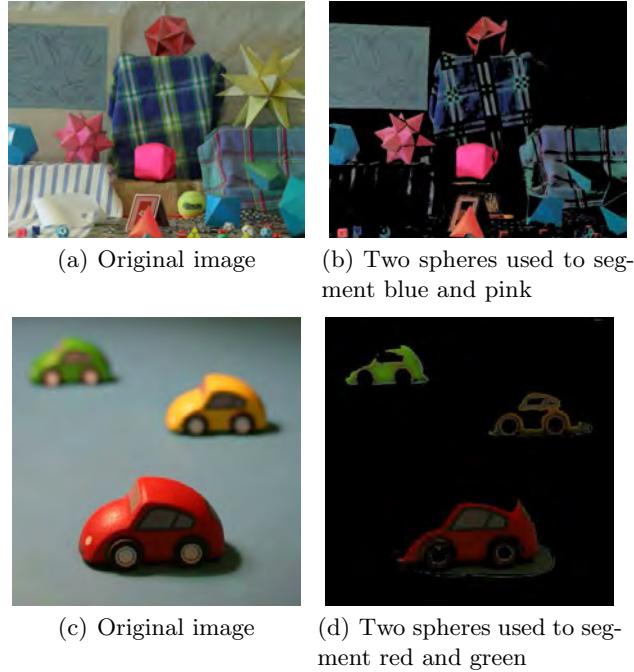 (a) Original image
(b) Two spheres used to seg-
ment blue and pink
(c) Original image
(d) Two spheres used to seg-
ment red and green